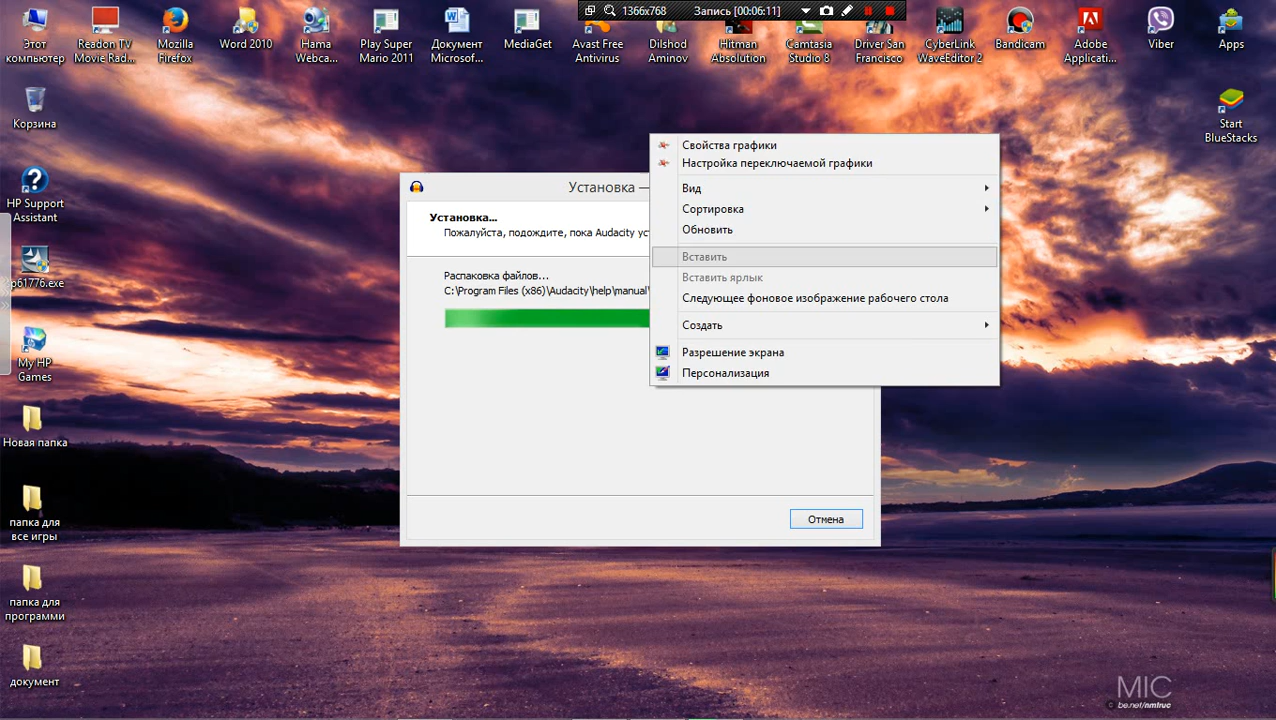 1366x768 Запись [00:06:11]
Этот
компьютер
Readon TV
Movie Rad...
Mozilla
Firefox
Word 2010
Hama
Webca...
Play Super
Mario 2011
Документ
Microsof...
MediaGet
Avast Free
Antivirus
Dilshod
Aminov
Hitman
Absolution
Camtasia
Studio 8
Driver San
Francisco
CyberLink
WaveEditor 2
Bandicam
Adobe
Applicati...
Viber
Apps
Корзина
Start
BlueStacks
HP Support
Assistant
p61776.exe
My HP
Games
Новая папка
папка для
все игры
папка для
программи
документ
Установка —
Установка...
Пожалуйста, подождите, пока Audacity ус
Распаковка файлов...
C:\Program Files (x86)\Audacity\help\manual\
Отмена
Свойства графики
Настройка переключаемой графики
Вид
Сортировка
Обновить
Вставить
Вставить ярлык
Следующее фоновое изображение рабочего стола
Создать
Разрешение экрана
Персонализация
MIC
be.net/nmiruc